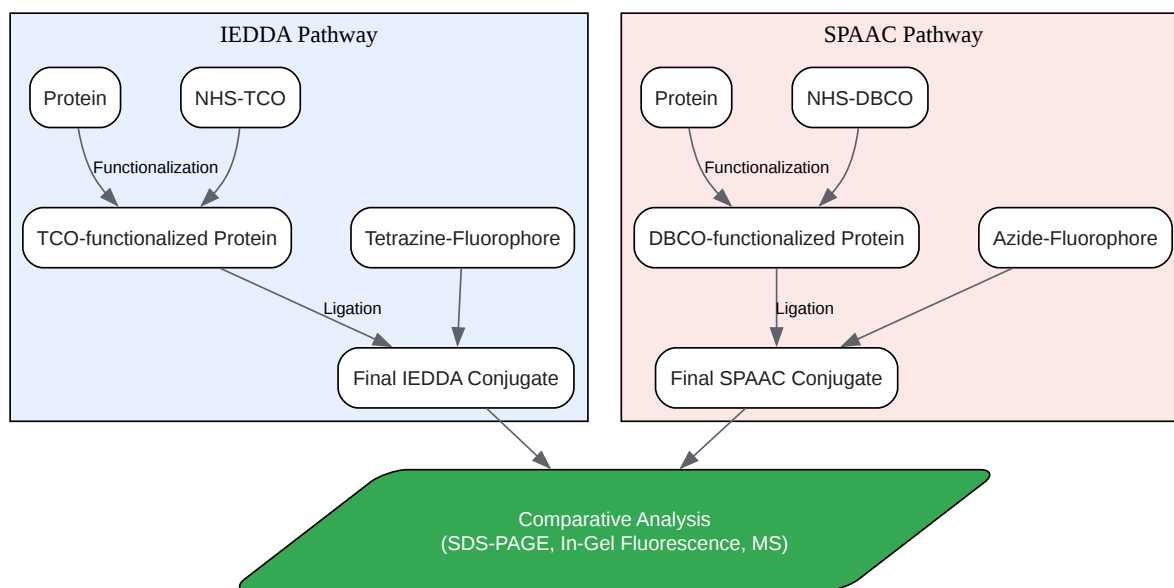 IEDDA Pathway
Protein
NHS-TCO
Functionalization
TCO-functionalized Protein
Tetrazine-Fluorophore
Ligation
Final IEDDA Conjugate
SPAAC Pathway
Protein
NHS-DBCO
Functionalization
DBCO-functionalized Protein
Azide-Fluorophore
Ligation
Final SPAAC Conjugate
Comparative Analysis
(SDS-PAGE, In-Gel Fluorescence, MS)